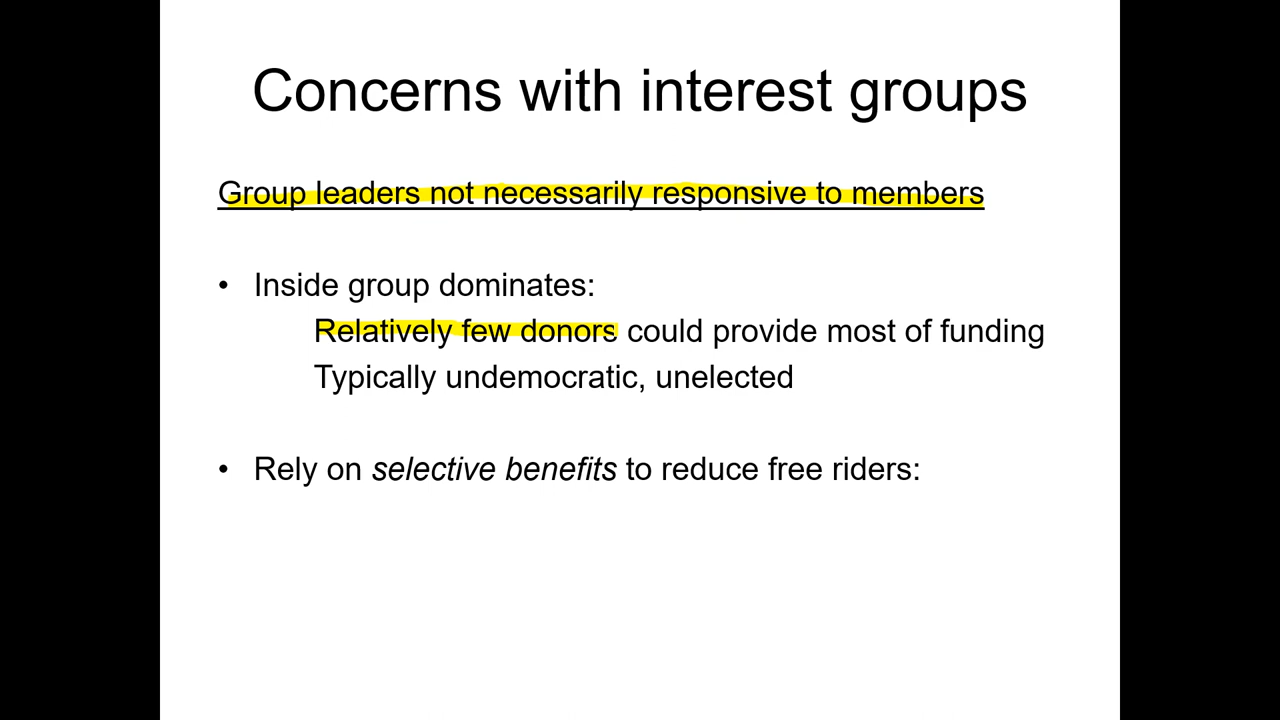 Concerns with interest groups
Group leaders not necessarily responsive to members
• Inside group dominates:
Relatively few donors could provide most of funding
Typically undemocratic, unelected
• Rely on selective benefits to reduce free riders: